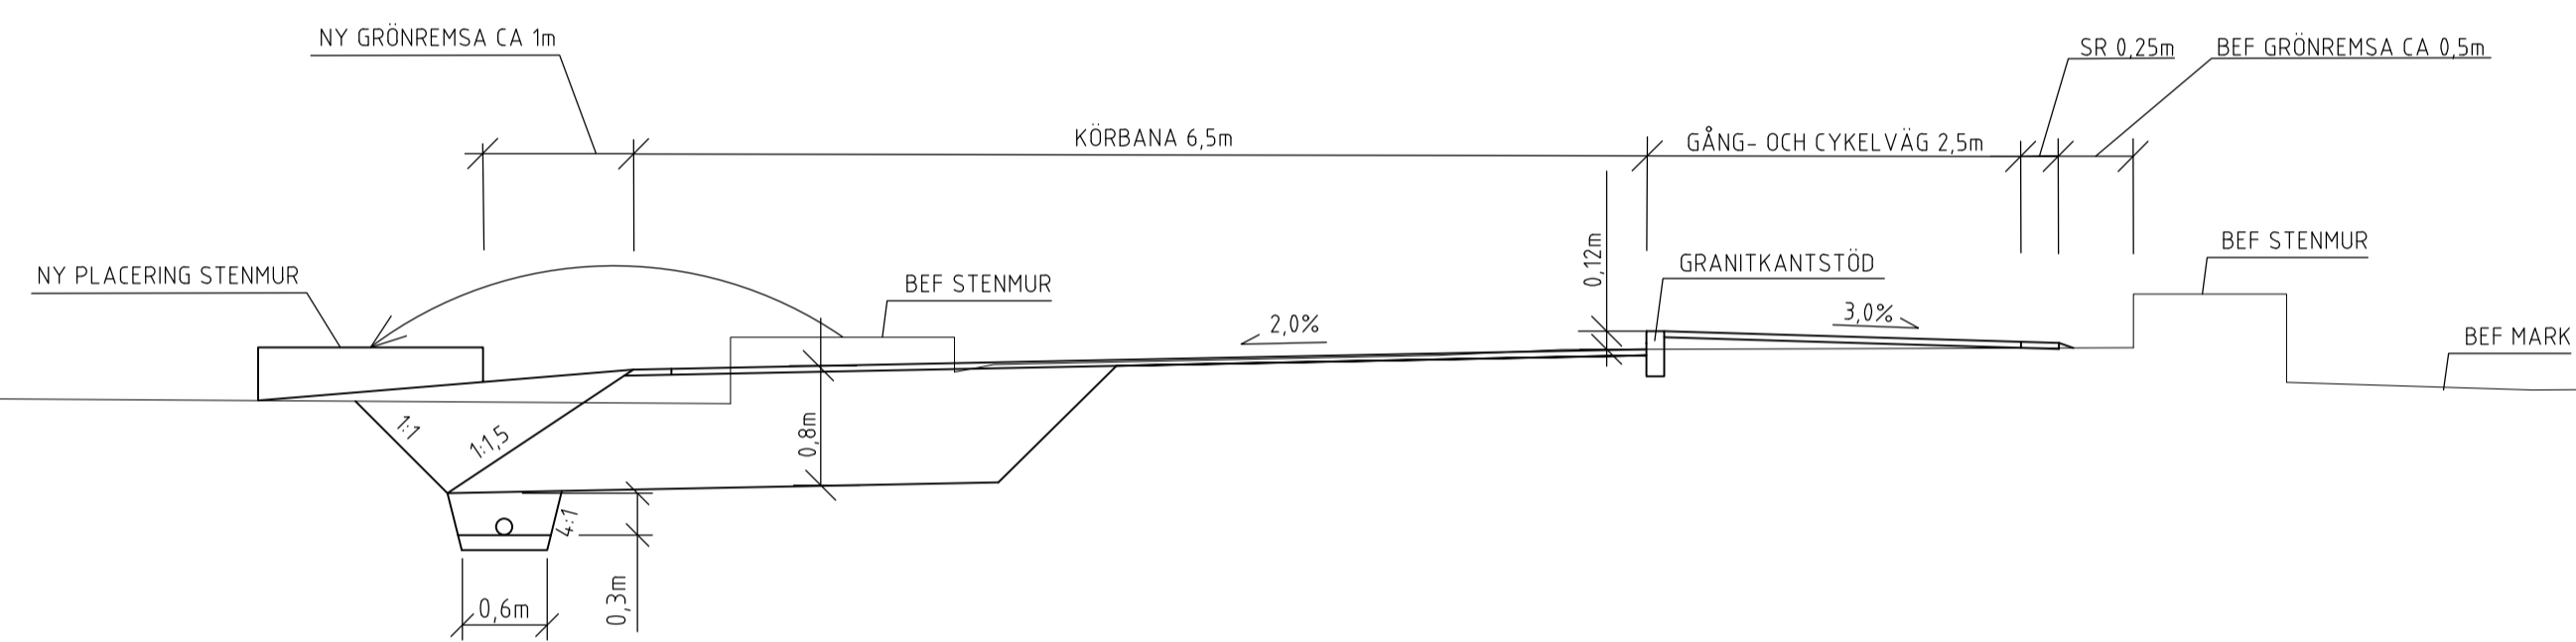 NY GRÖNREMSA CA 1m
SR 0,25m
BEF GRÖNREMSA CA 0,5m
KÖRBANA 6,5m
GÅNG- OCH CYKELVÄG 2,5m
NY PLACERING STENMUR
BEF STENMUR
0,12m
GRANITKANTSTÖD
BEF STENMUR
2,0%
3,0%
BEF MARK
1:1
1:1,5
0,8m
4:1
0,6m
0,3m